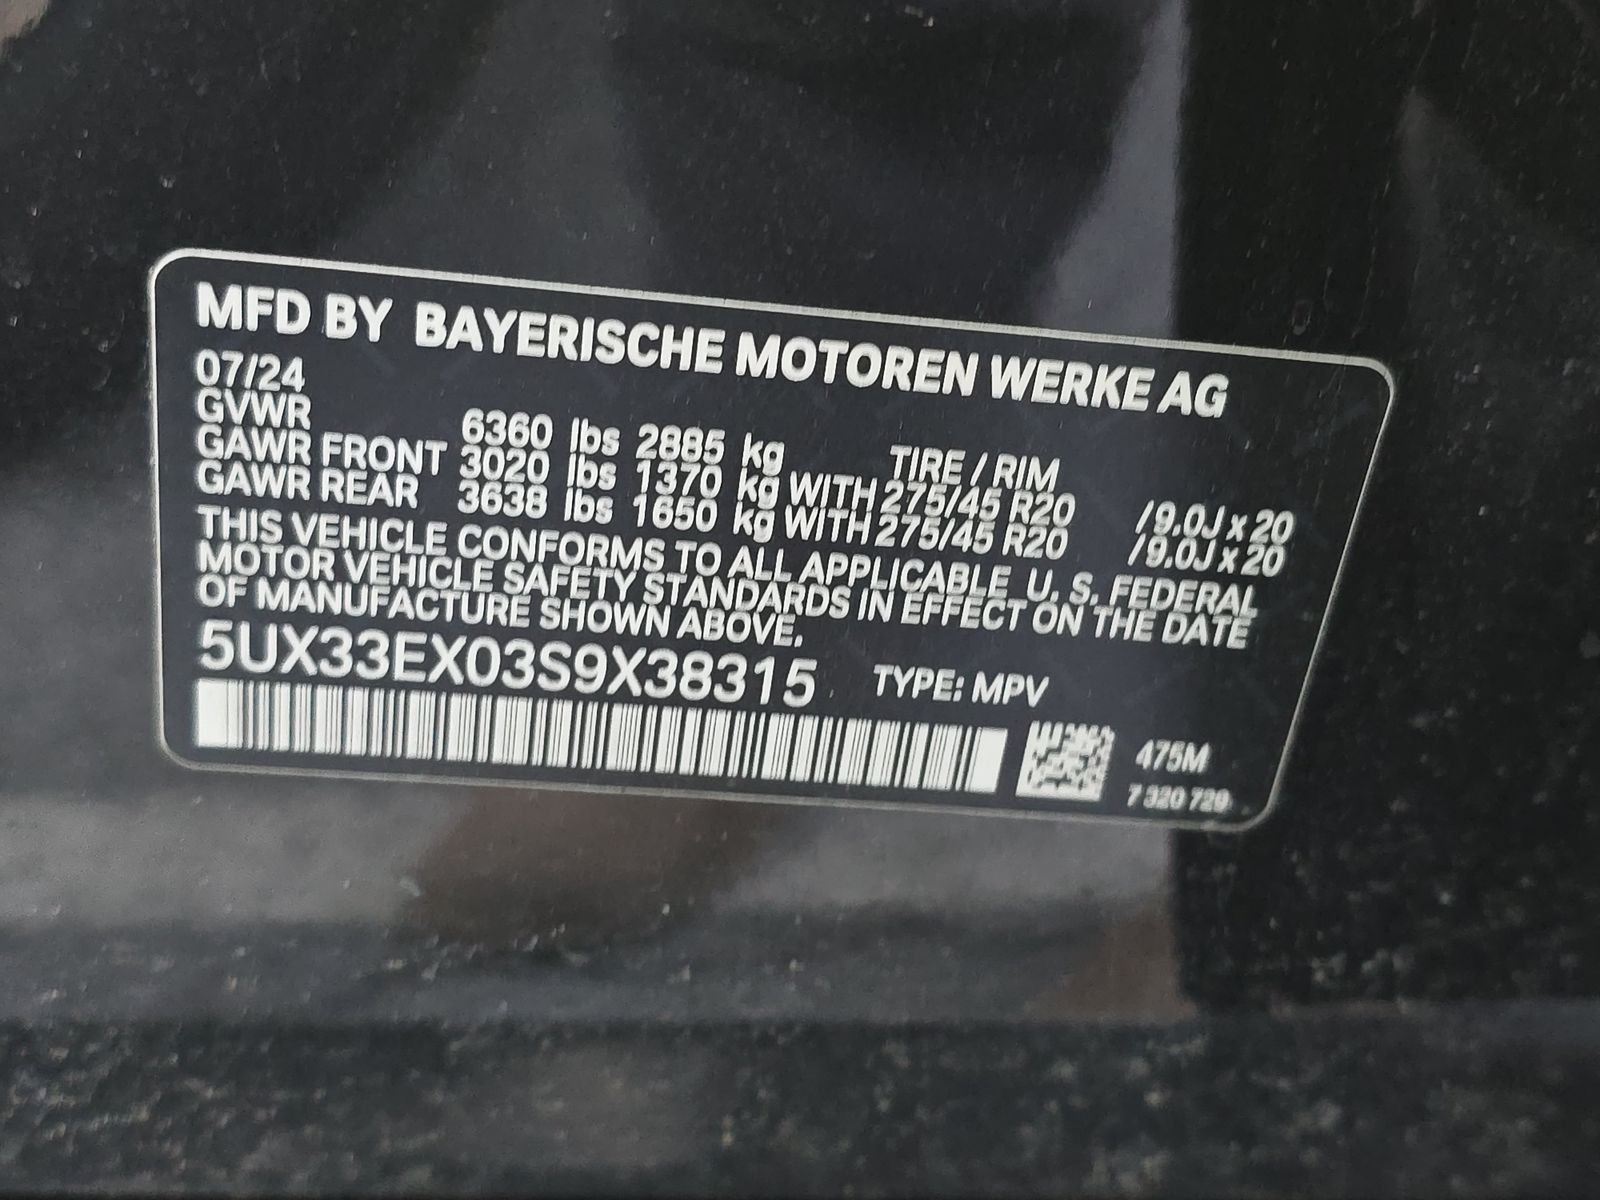 MFD BY BAYERISCHE MOTOREN WERKE AG
07/24
GVWR 6360 lbs 2885 kg TIRE / RIM
GAWR FRONT 3020 lbs 1370 kg WITH 275/45 R20 /9.0J x 20
GAWR REAR 3638 lbs 1650 kg WITH 275/45 R20 /9.0J x 20
THIS VEHICLE CONFORMS TO ALL APPLICABLE U. S. FEDERAL
MOTOR VEHICLE SAFETY STANDARDS IN EFFECT ON THE DATE
OF MANUFACTURE SHOWN ABOVE.
5UX33EX03S9X38315 TYPE: MPV
475M
7 320 729